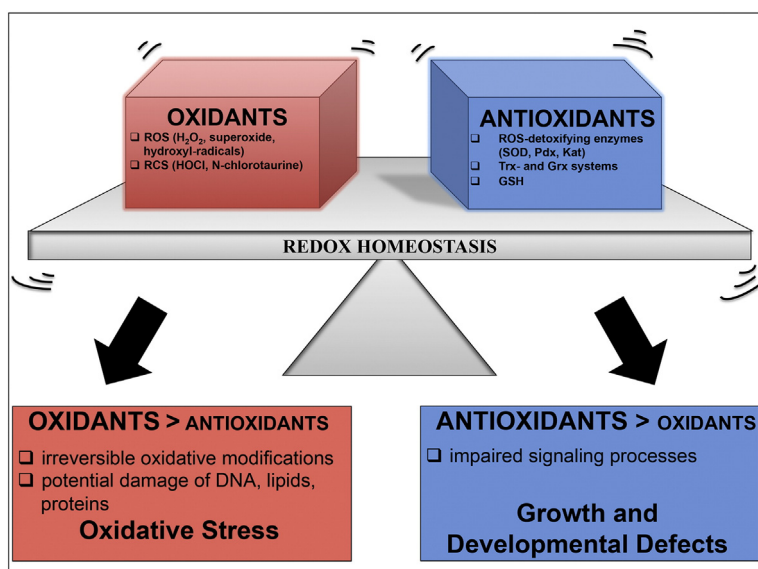 OXIDANTS
❑ ROS (H₂O₂, superoxide,
hydroxyl-radicals)
❑ RCS (HOCl, N-chlorotaurine)
ANTIOXIDANTS
❑ ROS-detoxifying enzymes
(SOD, Pdx, Kat)
❑ Trx- and Grx systems
❑ GSH
REDOX HOMEOSTASIS
OXIDANTS > ANTIOXIDANTS
❑ irreversible oxidative modifications
❑ potential damage of DNA, lipids,
proteins
Oxidative Stress
ANTIOXIDANTS > OXIDANTS
❑ impaired signaling processes
Growth and
Developmental Defects